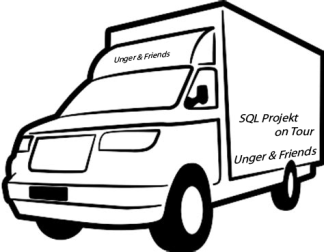 Unger & Friends
SQL Projekt
on Tour
Unger & Friends